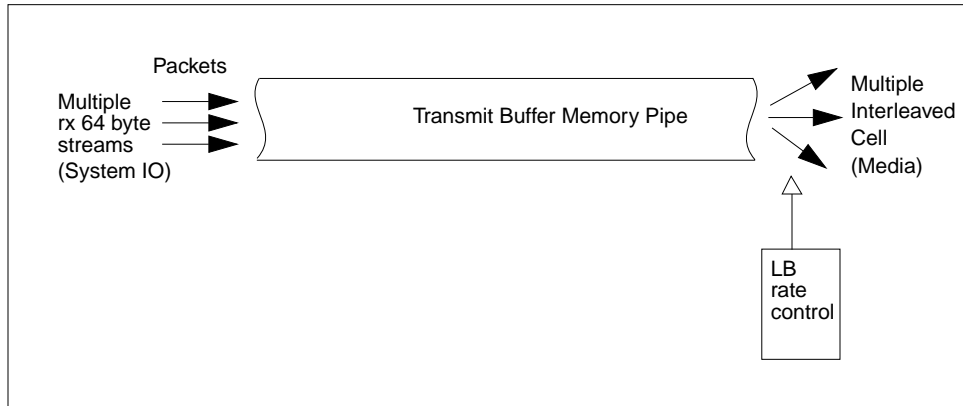 Packets
Multiple
rx 64 byte
streams
(System IO)
Transmit Buffer Memory Pipe
Multiple
Interleaved
Cell
(Media)
LB
rate
control